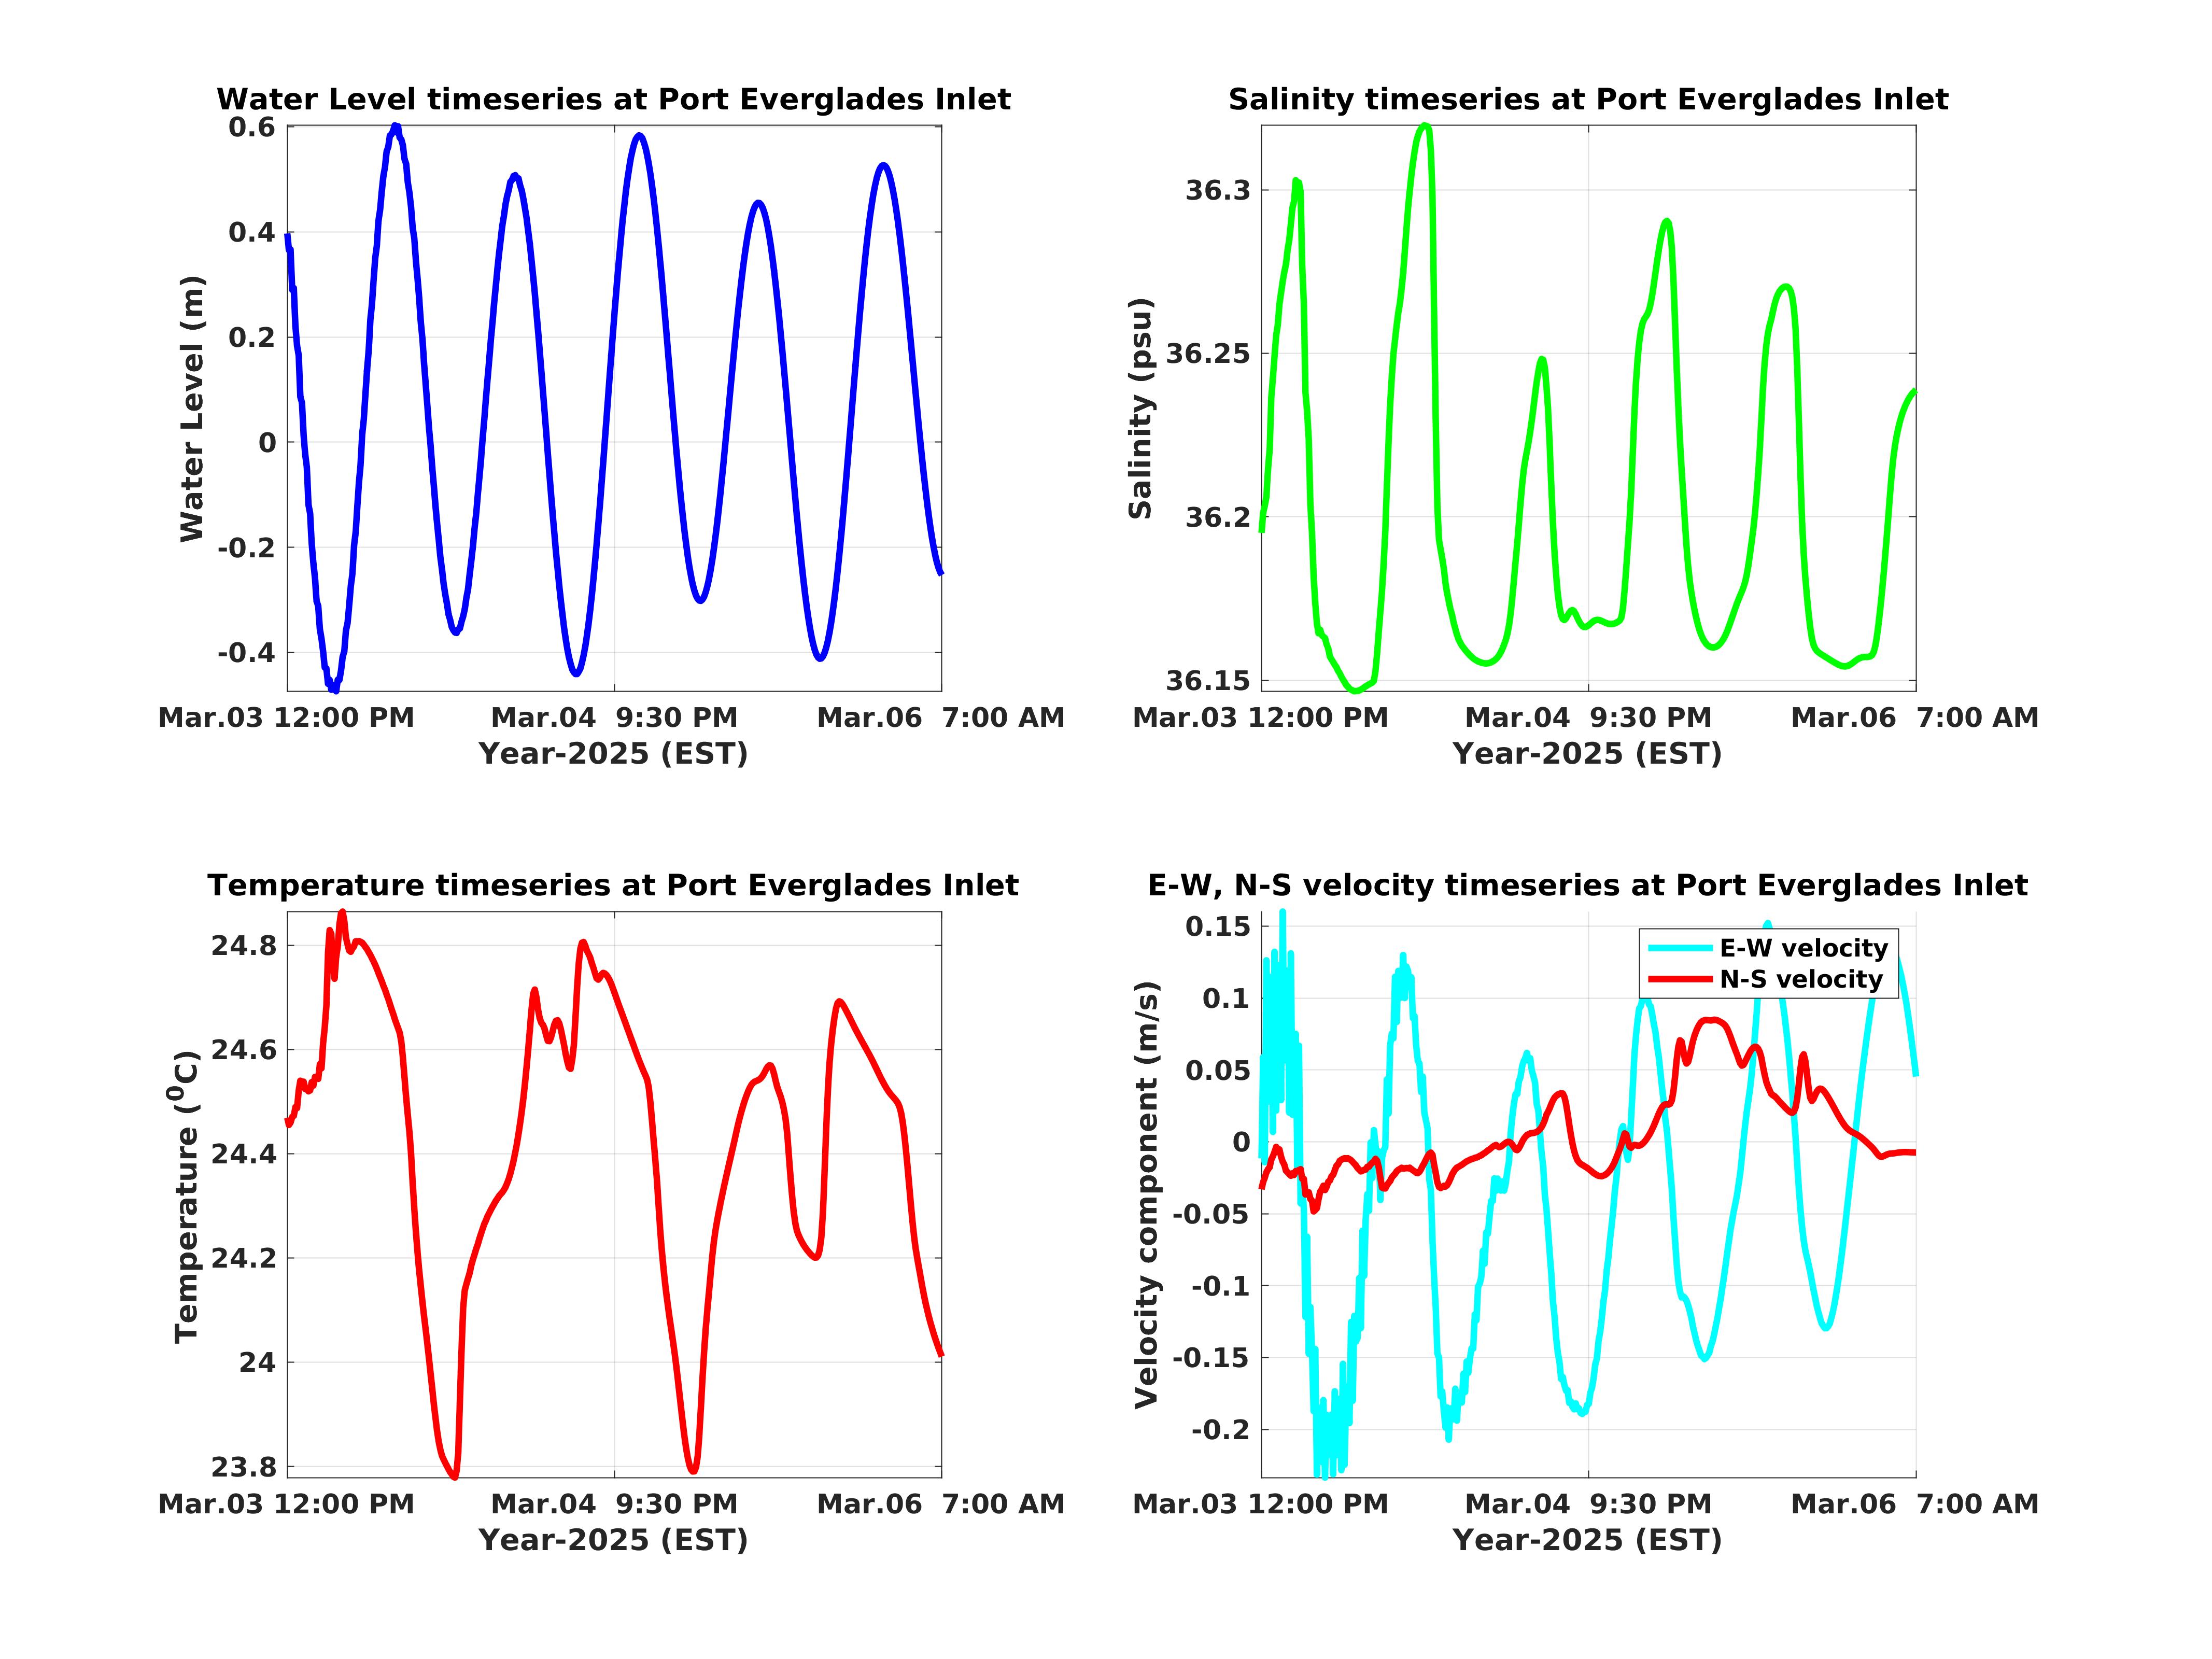 Water Level timeseries at Port Everglades Inlet
0.6
0.4
0.2
0
-0.2
-0.4
Water Level (m)
Mar.03 12:00 PM
Mar.04 9:30 PM
Mar.06 7:00 AM
Year-2025 (EST)
Salinity timeseries at Port Everglades Inlet
36.3
36.25
36.2
36.15
Salinity (psu)
Mar.03 12:00 PM
Mar.04 9:30 PM
Mar.06 7:00 AM
Year-2025 (EST)
Temperature timeseries at Port Everglades Inlet
24.8
24.6
24.4
24.2
24
23.8
Temperature (⁰C)
Mar.03 12:00 PM
Mar.04 9:30 PM
Mar.06 7:00 AM
Year-2025 (EST)
E-W, N-S velocity timeseries at Port Everglades Inlet
0.15
0.1
0.05
0
-0.05
-0.1
-0.15
-0.2
Velocity component (m/s)
E-W velocity
N-S velocity
Mar.03 12:00 PM
Mar.04 9:30 PM
Mar.06 7:00 AM
Year-2025 (EST)